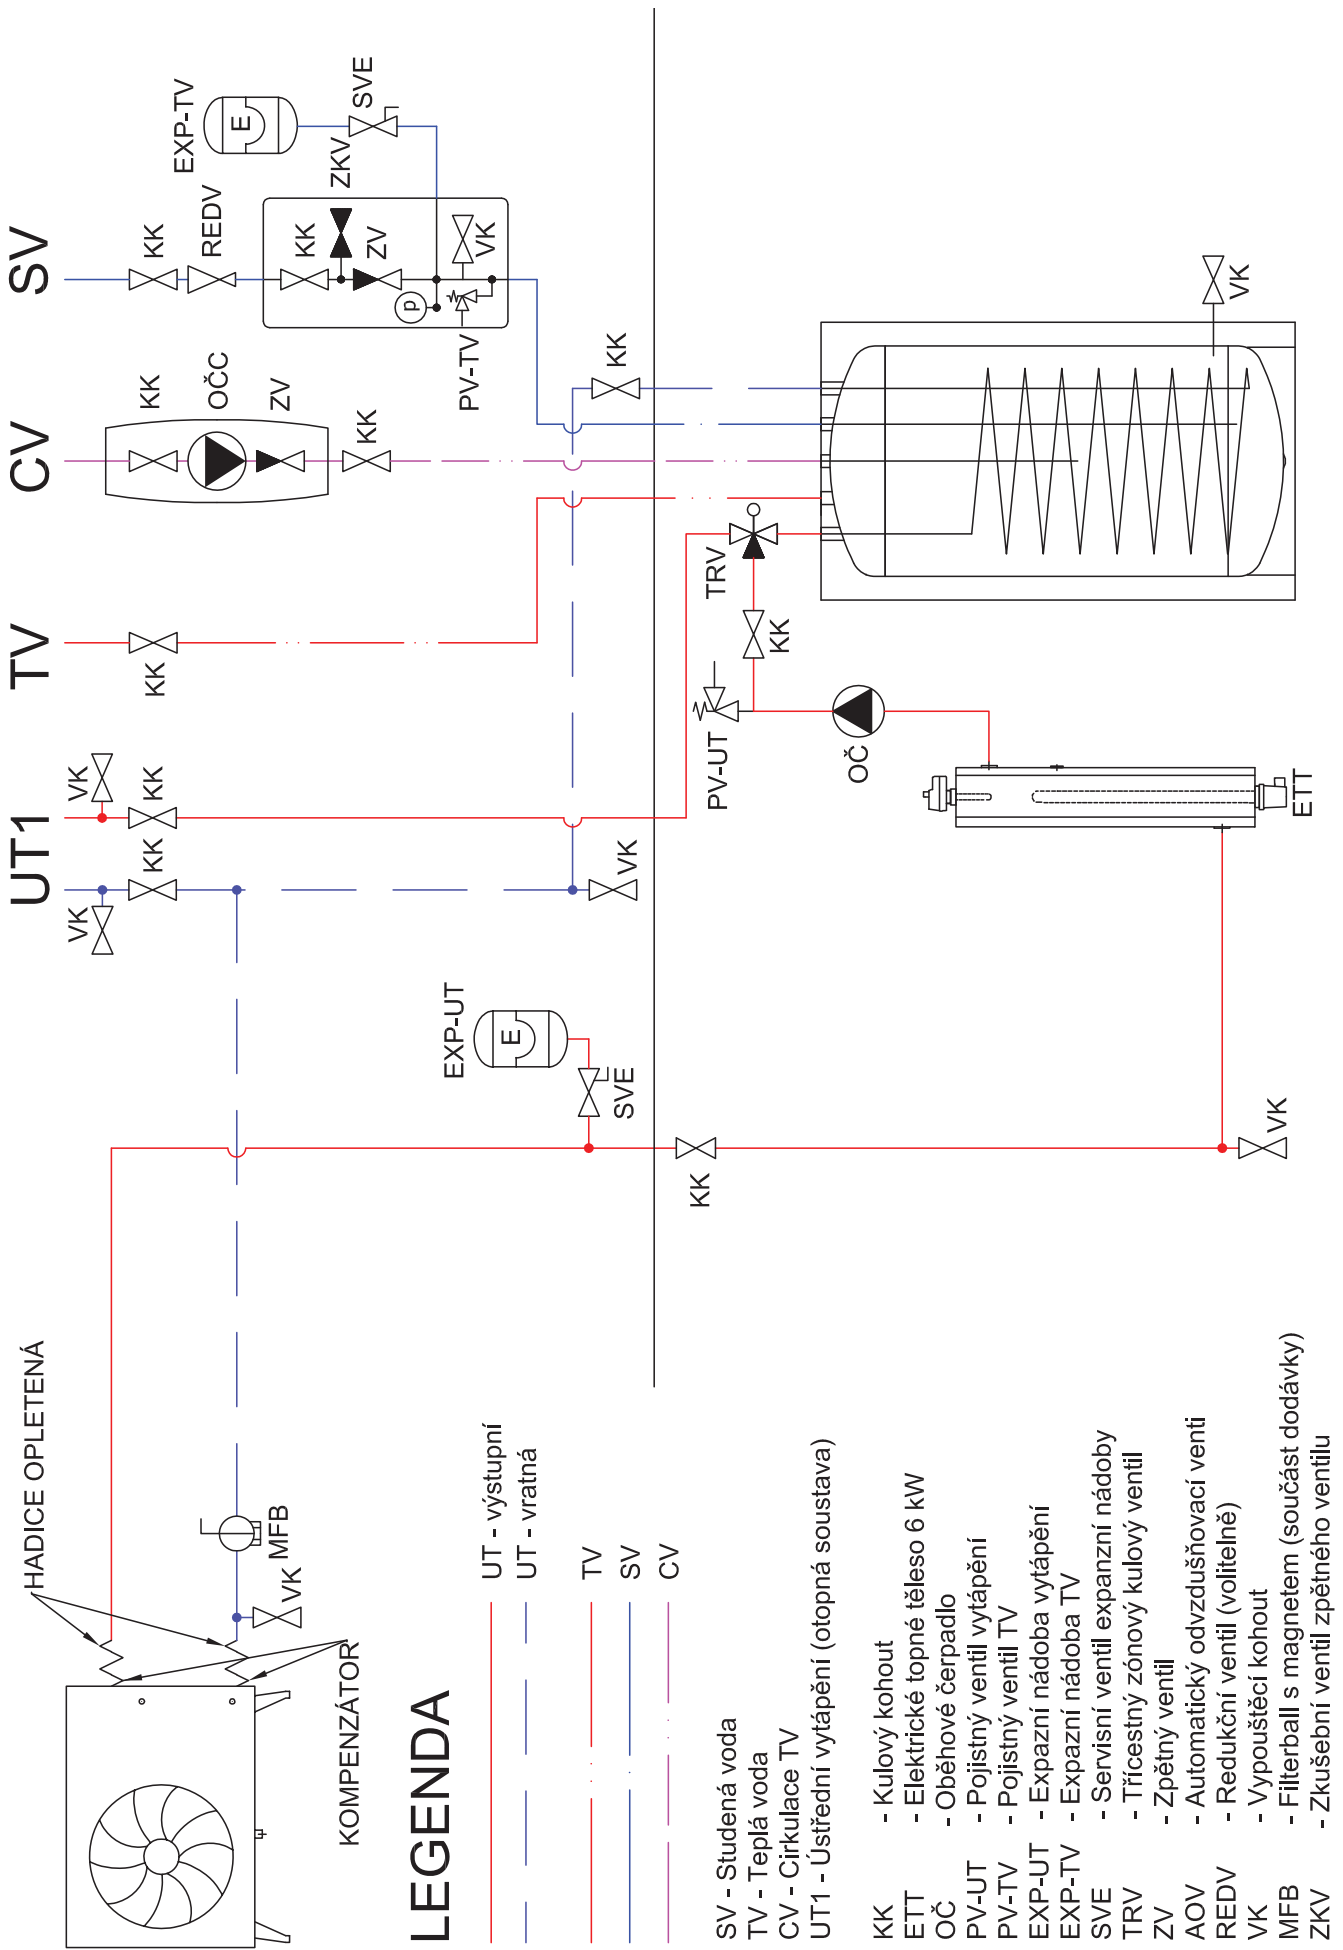 HADICE OPLETENÁ
KOMPENZÁTOR
VK
MFB
UT1
TV
CV
SV
VK
VK
KK
KK
KK
KK
OČC
ZV
KK
KK
REDV
KK
ZKV
ZV
VK
p
PV-TV
EXP-TV
E
SVE
KK
VK
EXP-UT
E
SVE
KK
VK
PV-UT
TRV
KK
OČ
ETT
VK
LEGENDA
UT - výstupní
UT - vratná
TV
SV
CV
SV - Studená voda
TV - Teplá voda
CV - Cirkulace TV
UT1 - Ústřední vytápění (otopná soustava)
KK - Kulový kohout
ETT - Elektrické topné těleso 6 kW
OČ - Oběhové čerpadlo
PV-UT - Pojistný ventil vytápění
PV-TV - Pojistný ventil TV
EXP-UT - Expazní nádoba vytápění
EXP-TV - Expazní nádoba TV
SVE - Servisní ventil expanzní nádoby
TRV - Třícestný zónový kulový ventil
ZV - Zpětný ventil
AOV - Automatický odvzdušňovací venti
REDV - Redukční ventil (volitelně)
VK - Vypouštěcí kohout
MFB - Filterball s magnetem (součást dodávky)
ZKV - Zkušební ventil zpětného ventilu